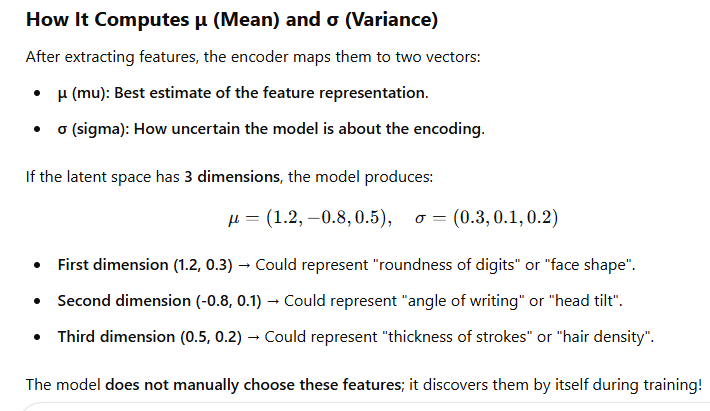 How It Computes μ (Mean) and σ (Variance)
After extracting features, the encoder maps them to two vectors:
• μ (mu): Best estimate of the feature representation.
• σ (sigma): How uncertain the model is about the encoding.
If the latent space has 3 dimensions, the model produces:
μ = (1.2, −0.8, 0.5), σ = (0.3, 0.1, 0.2)
• First dimension (1.2, 0.3) → Could represent "roundness of digits" or "face shape".
• Second dimension (-0.8, 0.1) → Could represent "angle of writing" or "head tilt".
• Third dimension (0.5, 0.2) → Could represent "thickness of strokes" or "hair density".
The model does not manually choose these features; it discovers them by itself during training!